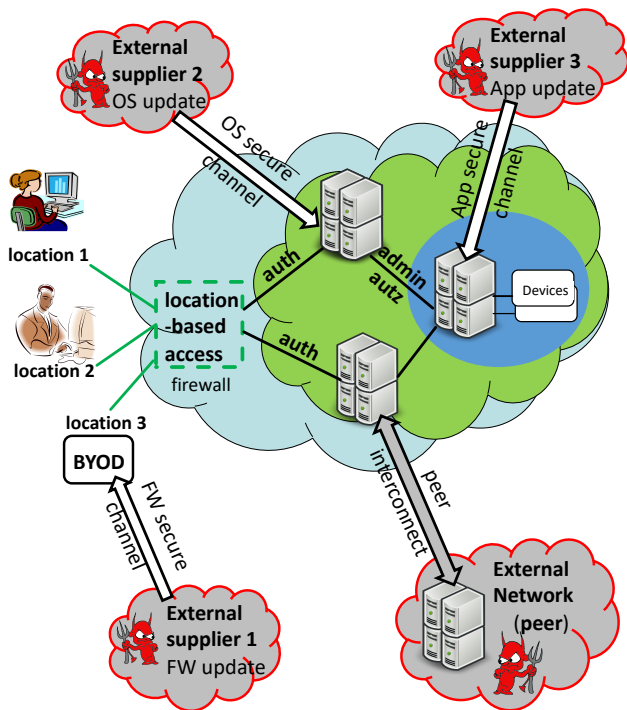 External
supplier 2
OS update
External
supplier 3
App update
OS secure
channel
App secure
channel
location 1
auth
admin
autz
Devices
location
-based
access
firewall
location 2
auth
location 3
BYOD
FW secure
channel
peer
interconnect
External
supplier 1
FW update
External
Network
(peer)